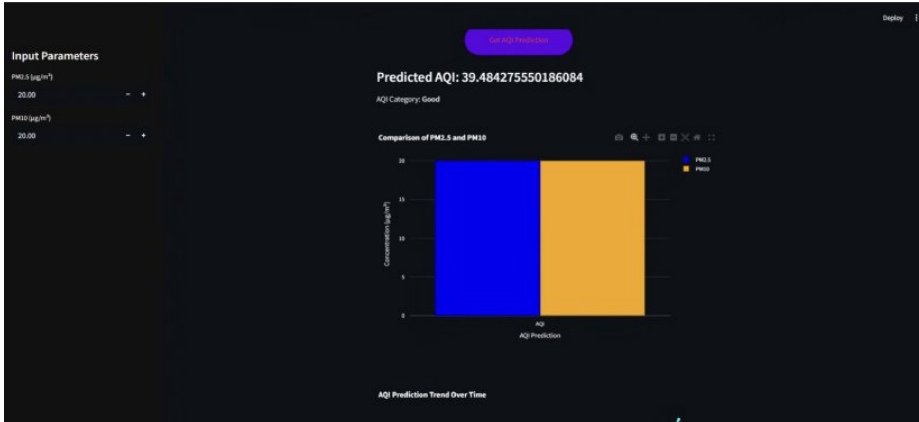 Deploy
Get AQI Prediction
Input Parameters
PM2.5 (µg/m³)
20.00
PM10 (µg/m³)
20.00
Predicted AQI: 39.484275550186084
AQI Category: Good
Comparison of PM2.5 and PM10
PM2.5
PM10
20
15
10
5
0
Concentration (µg/m³)
AQI
AQI Prediction
AQI Prediction Trend Over Time